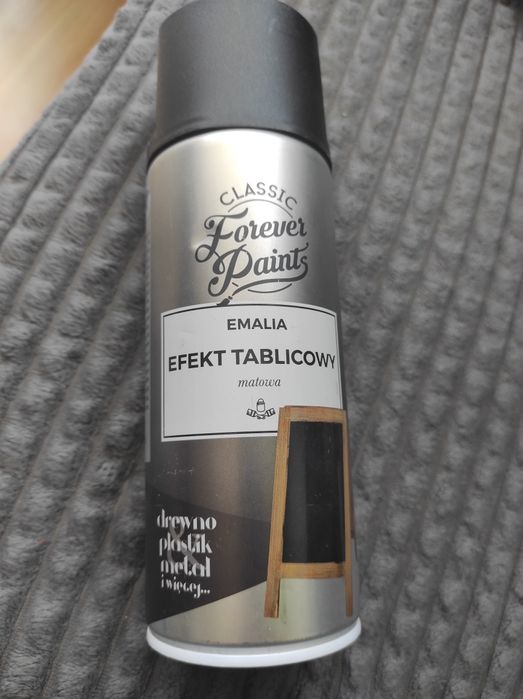 CLASSIC
Forever
Paints
EMALIA
EFEKT TABLICOWY
matowa
drewno
plastik
&
metal
i więcej...